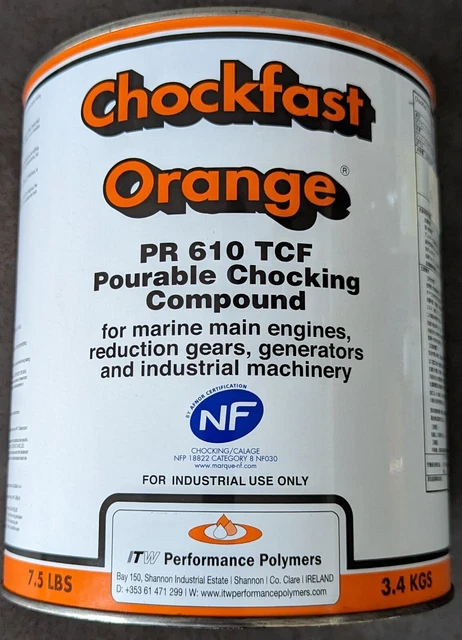 Chockfast
Orange®
PR 610 TCF
Pourable Chocking
Compound
for marine main engines,
reduction gears, generators
and industrial machinery
BY AFNOR CERTIFICATION
NF
CHOCKING/CALAGE
NFP 18822 CATEGORY 8 NF030
www.marque-nf.com
FOR INDUSTRIAL USE ONLY
ITW Performance Polymers
Bay 150, Shannon Industrial Estate | Shannon | Co. Clare | IRELAND
D: +353 61 471 299 | W: www.itwperformancepolymers.com
7.5 LBS
3.4 KGS